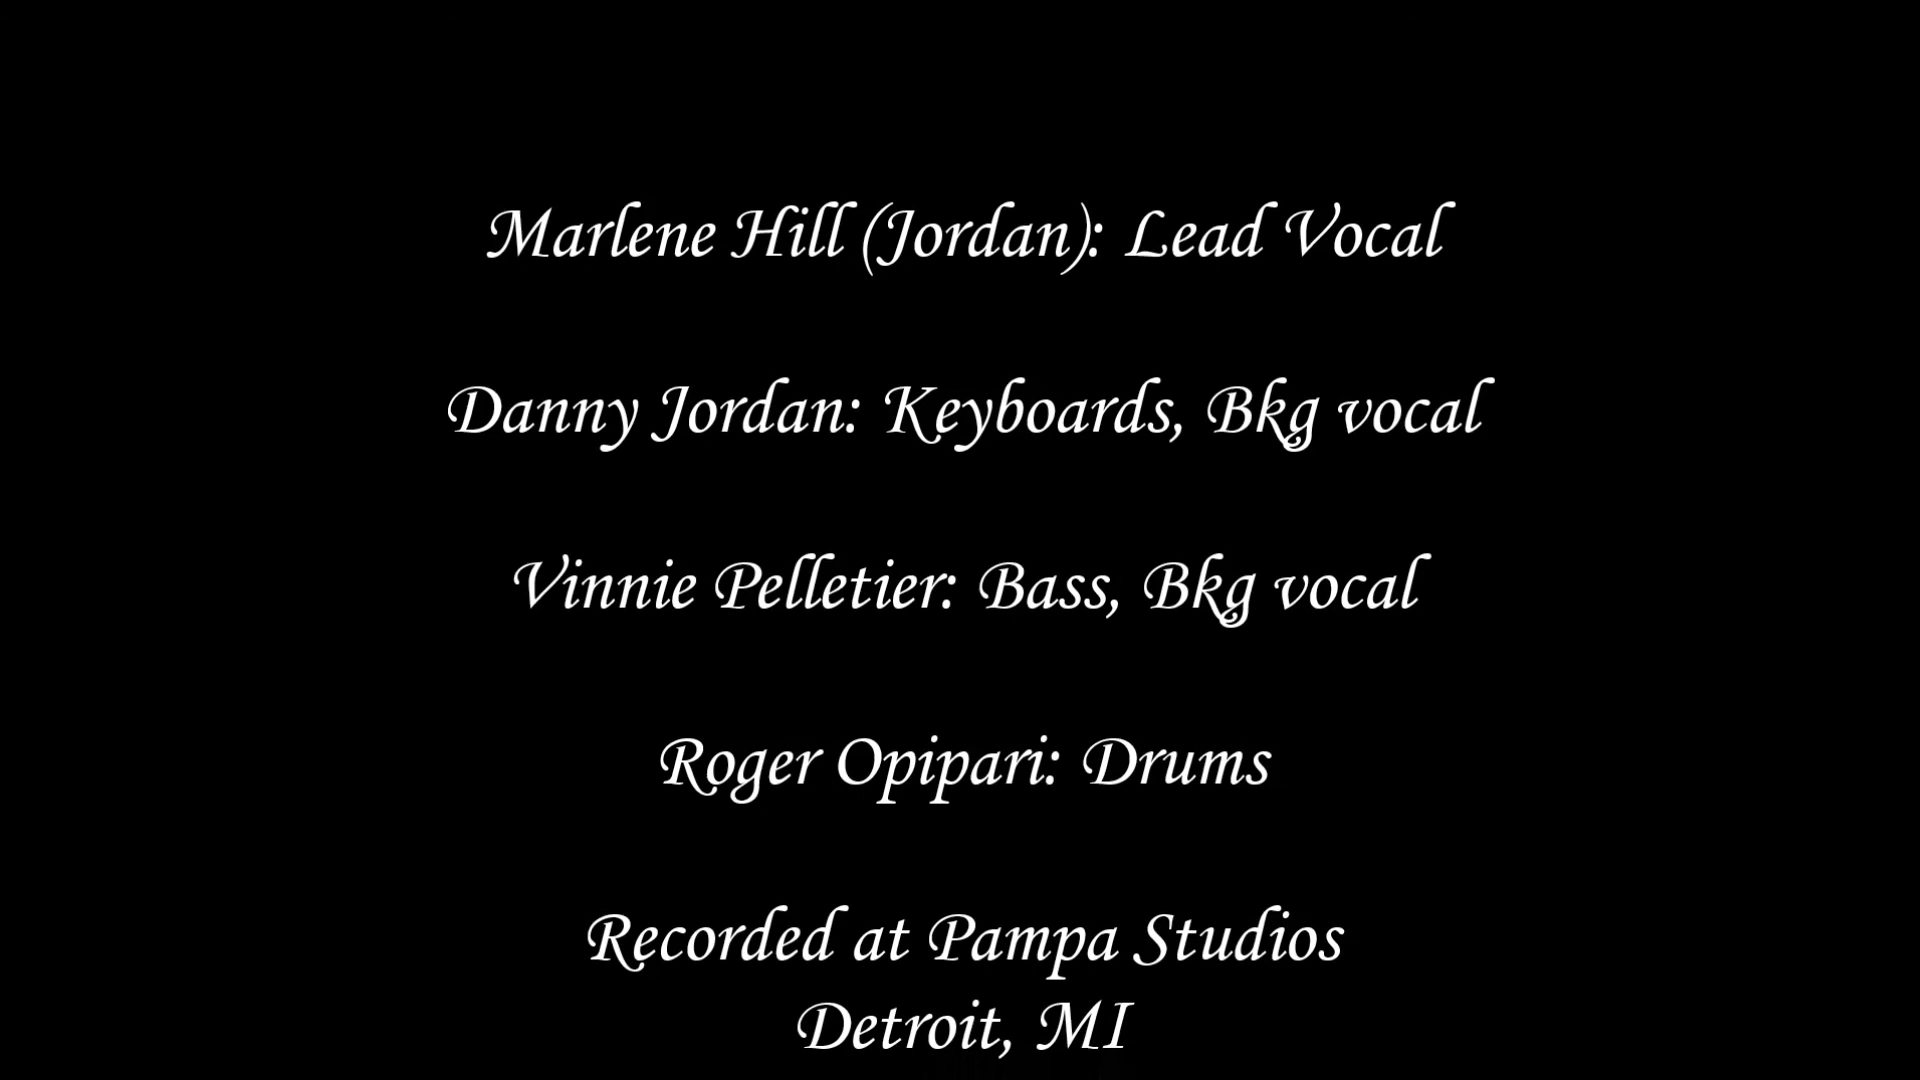 Marlene Hill (Jordan): Lead Vocal
Danny Jordan: Keyboards, Bkg vocal
Vinnie Pelletier: Bass, Bkg vocal
Roger Opipari: Drums
Recorded at Pampa Studios
Detroit, MI